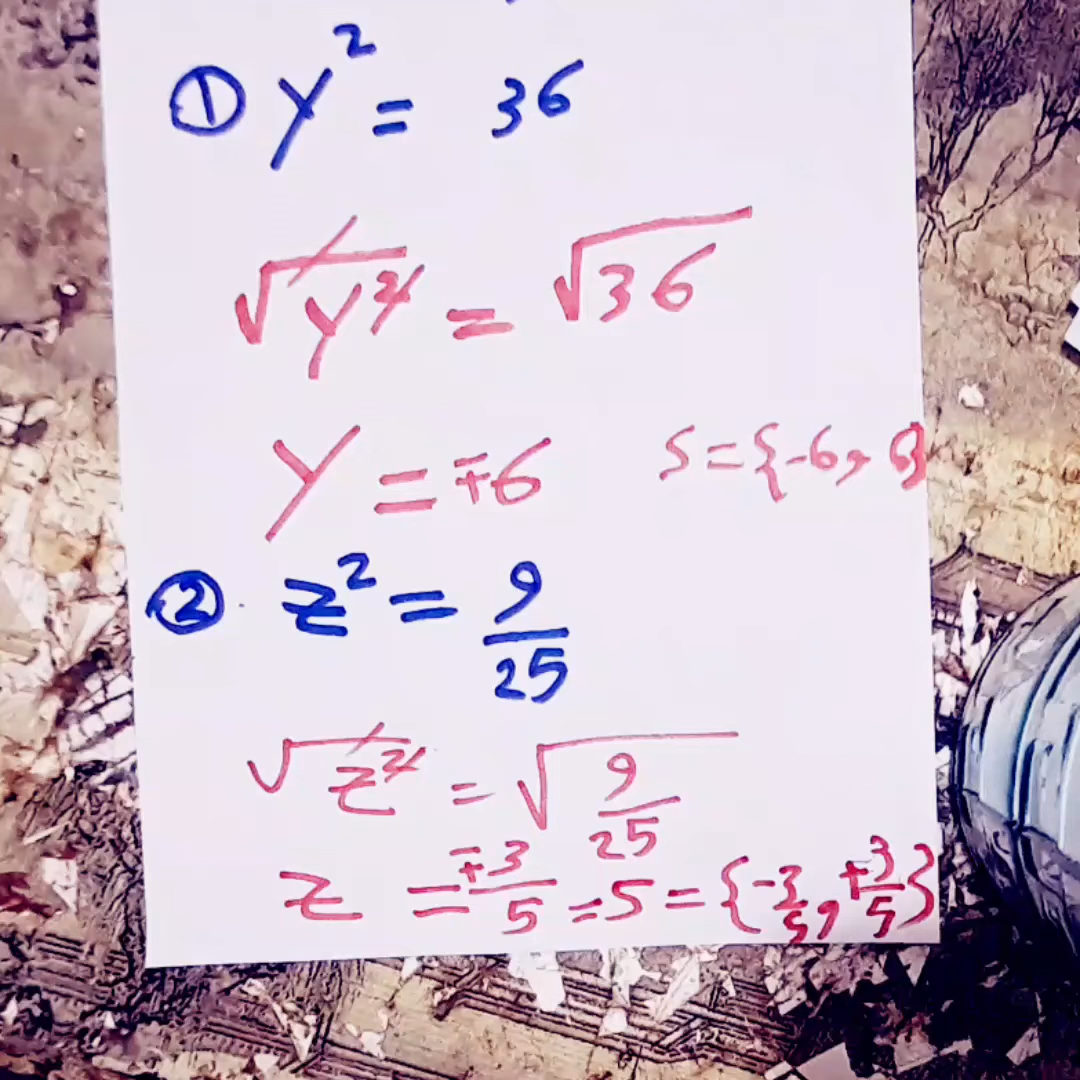 ① y² = 36
√y² = √36
y = ∓6 S = {-6, 6}
② z² = 9/25
√z² = √9/25
z = ∓3/5 = S = {-3/5, +3/5}